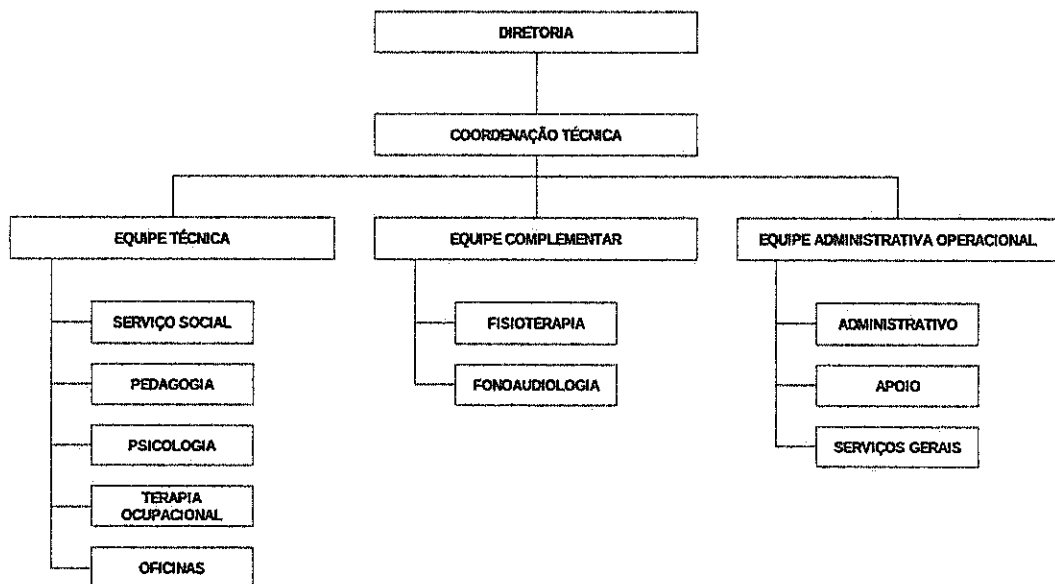 DIRETORIA
COORDENAÇÃO TÉCNICA
EQUIPE TÉCNICA
EQUIPE COMPLEMENTAR
EQUIPE ADMINISTRATIVA OPERACIONAL
SERVIÇO SOCIAL
PEDAGOGIA
PSICOLOGIA
TERAPIA
OCUPACIONAL
OFICINAS
FISIOTERAPIA
FONOAUDIOLOGIA
ADMINISTRATIVO
APOIO
SERVIÇOS GERAIS